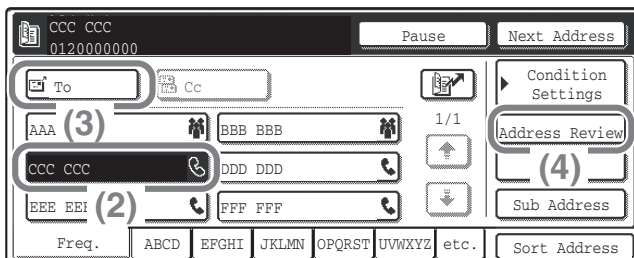 CCC CCC
0120000000
Pause
Next Address
To
Cc
Condition
Settings
AAA
(3)
BBB BBB
1/1
Address Review
(4)
CCC CCC
DDD DDD
(2)
EEE
FFF FFF
Sub Address
Freq.
ABCD
EFGHI
JKLMN
OPQRST
UVWXYZ
etc.
Sort Address